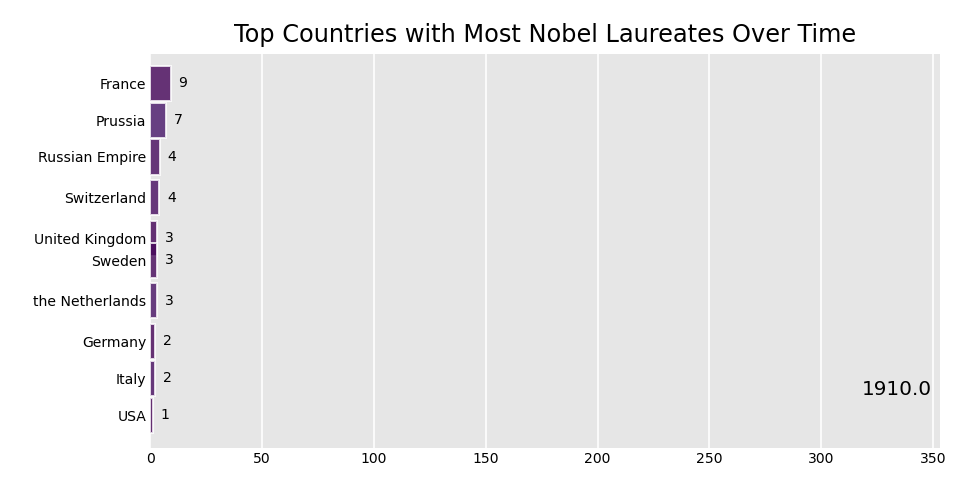 Top Countries with Most Nobel Laureates Over Time
France 9
Prussia 7
Russian Empire 4
Switzerland 4
United Kingdom 3
Sweden 3
the Netherlands 3
Germany 2
Italy 2
1910.0
USA 1
0 50 100 150 200 250 300 350